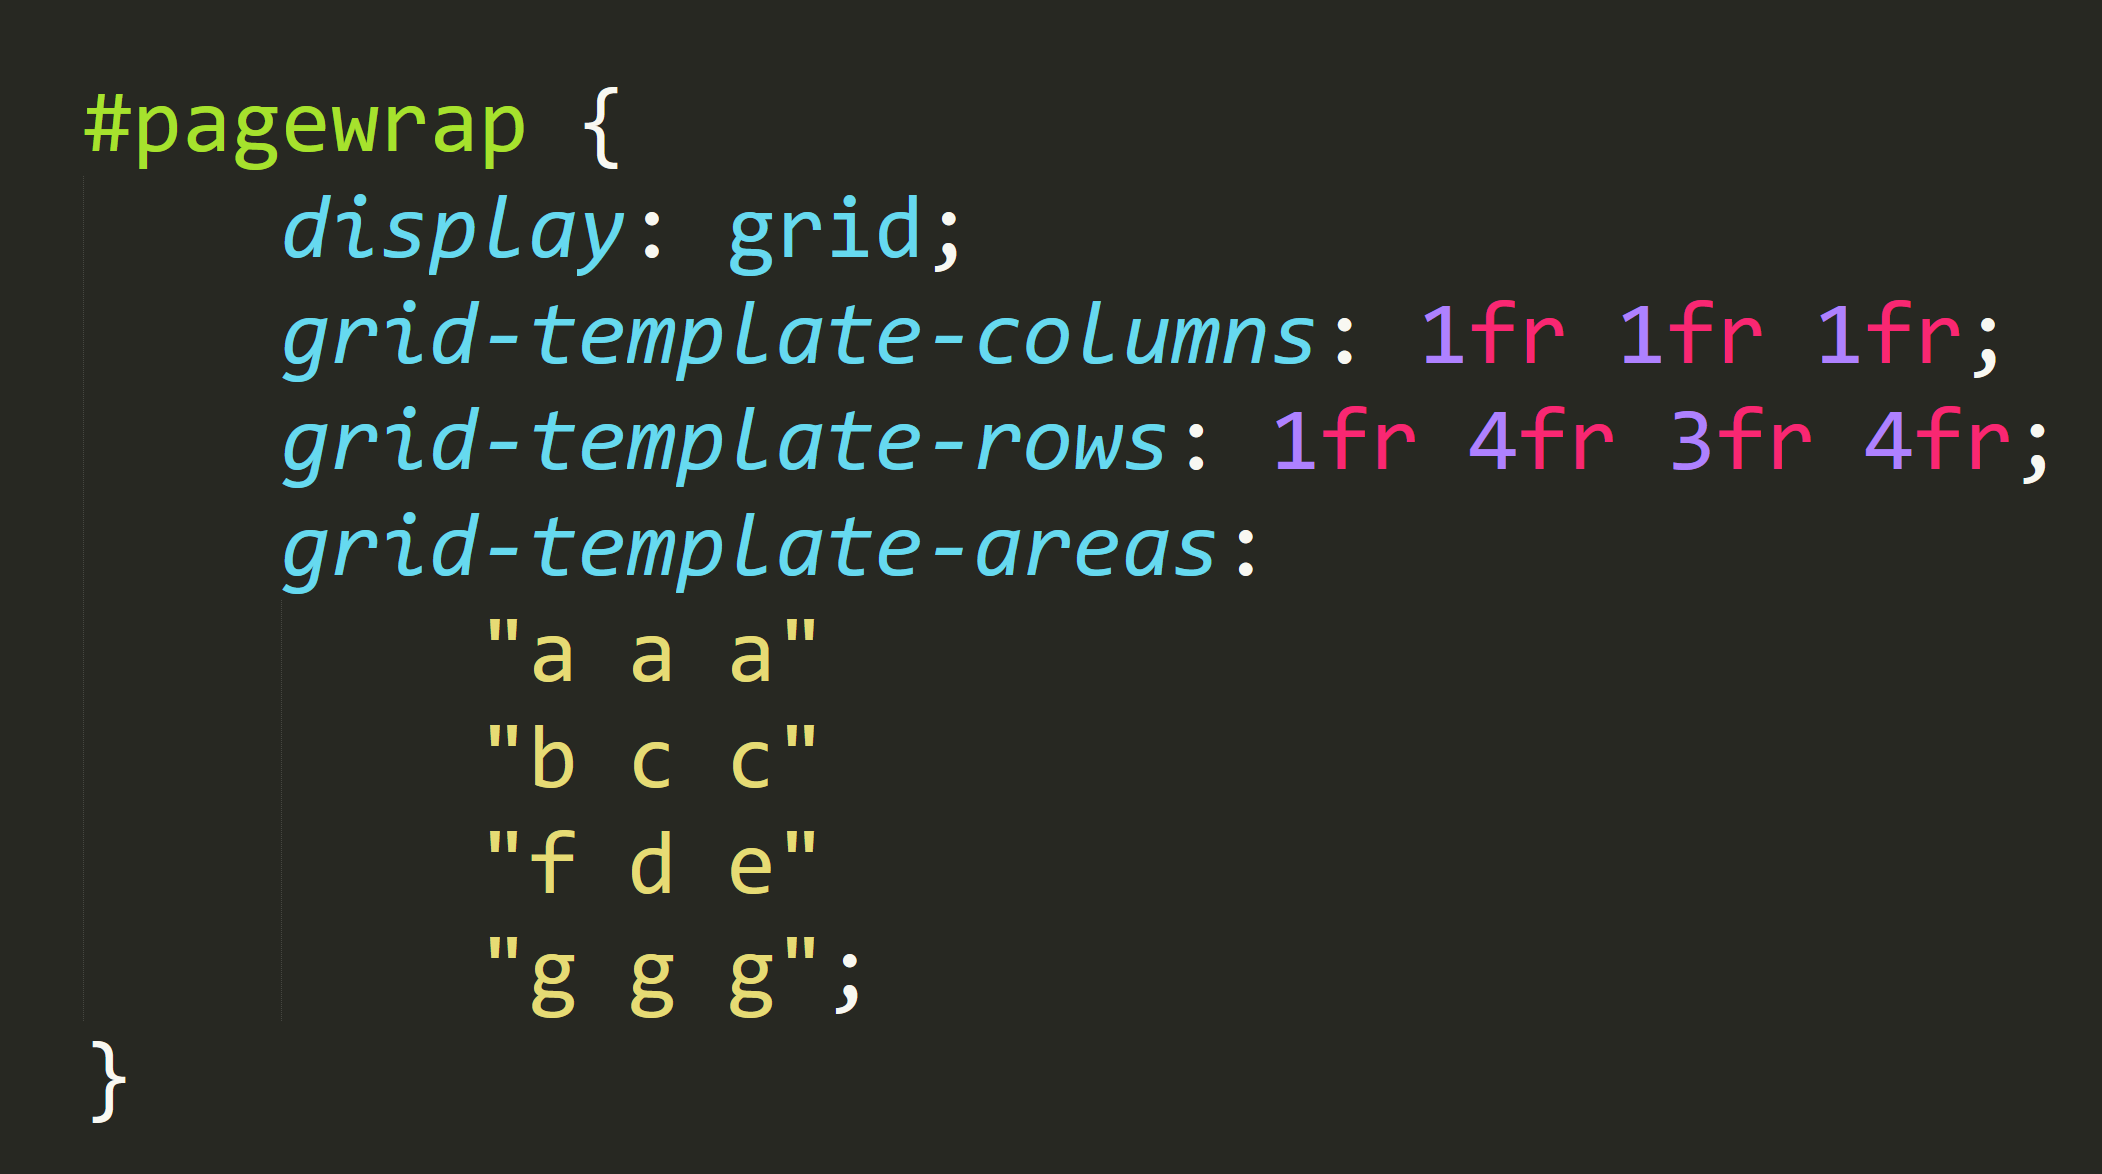 #pagewrap {
    display: grid;
    grid-template-columns: 1fr 1fr 1fr;
    grid-template-rows: 1fr 4fr 3fr 4fr;
    grid-template-areas:
        "a a a"
        "b c c"
        "f d e"
        "g g g";
}